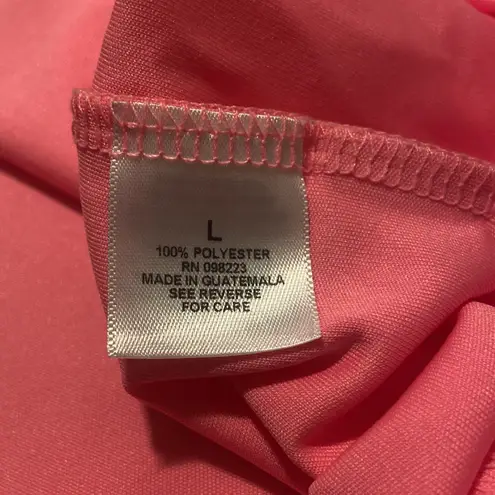 L
100% POLYESTER
RN 098223
MADE IN GUATEMALA
SEE REVERSE
FOR CARE